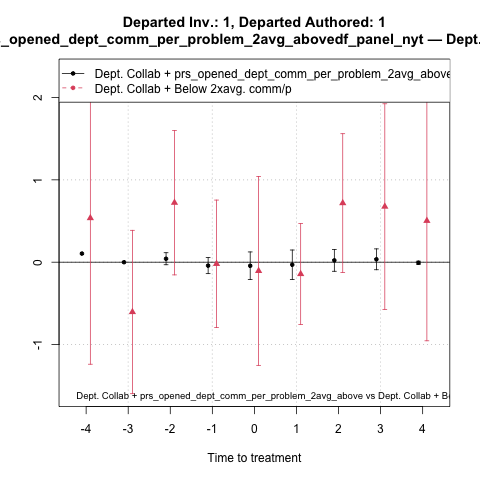 Departed Inv.: 1, Departed Authored: 1
s_opened_dept_comm_per_problem_2avg_abovedf_panel_nyt — Dept.
Dept. Collab + prs_opened_dept_comm_per_problem_2avg_above
Dept. Collab + Below 2xavg. comm/p
2
1
0
-1
Dept. Collab + prs_opened_dept_comm_per_problem_2avg_above vs Dept. Collab + Be
-4 -3 -2 -1 0 1 2 3 4
Time to treatment